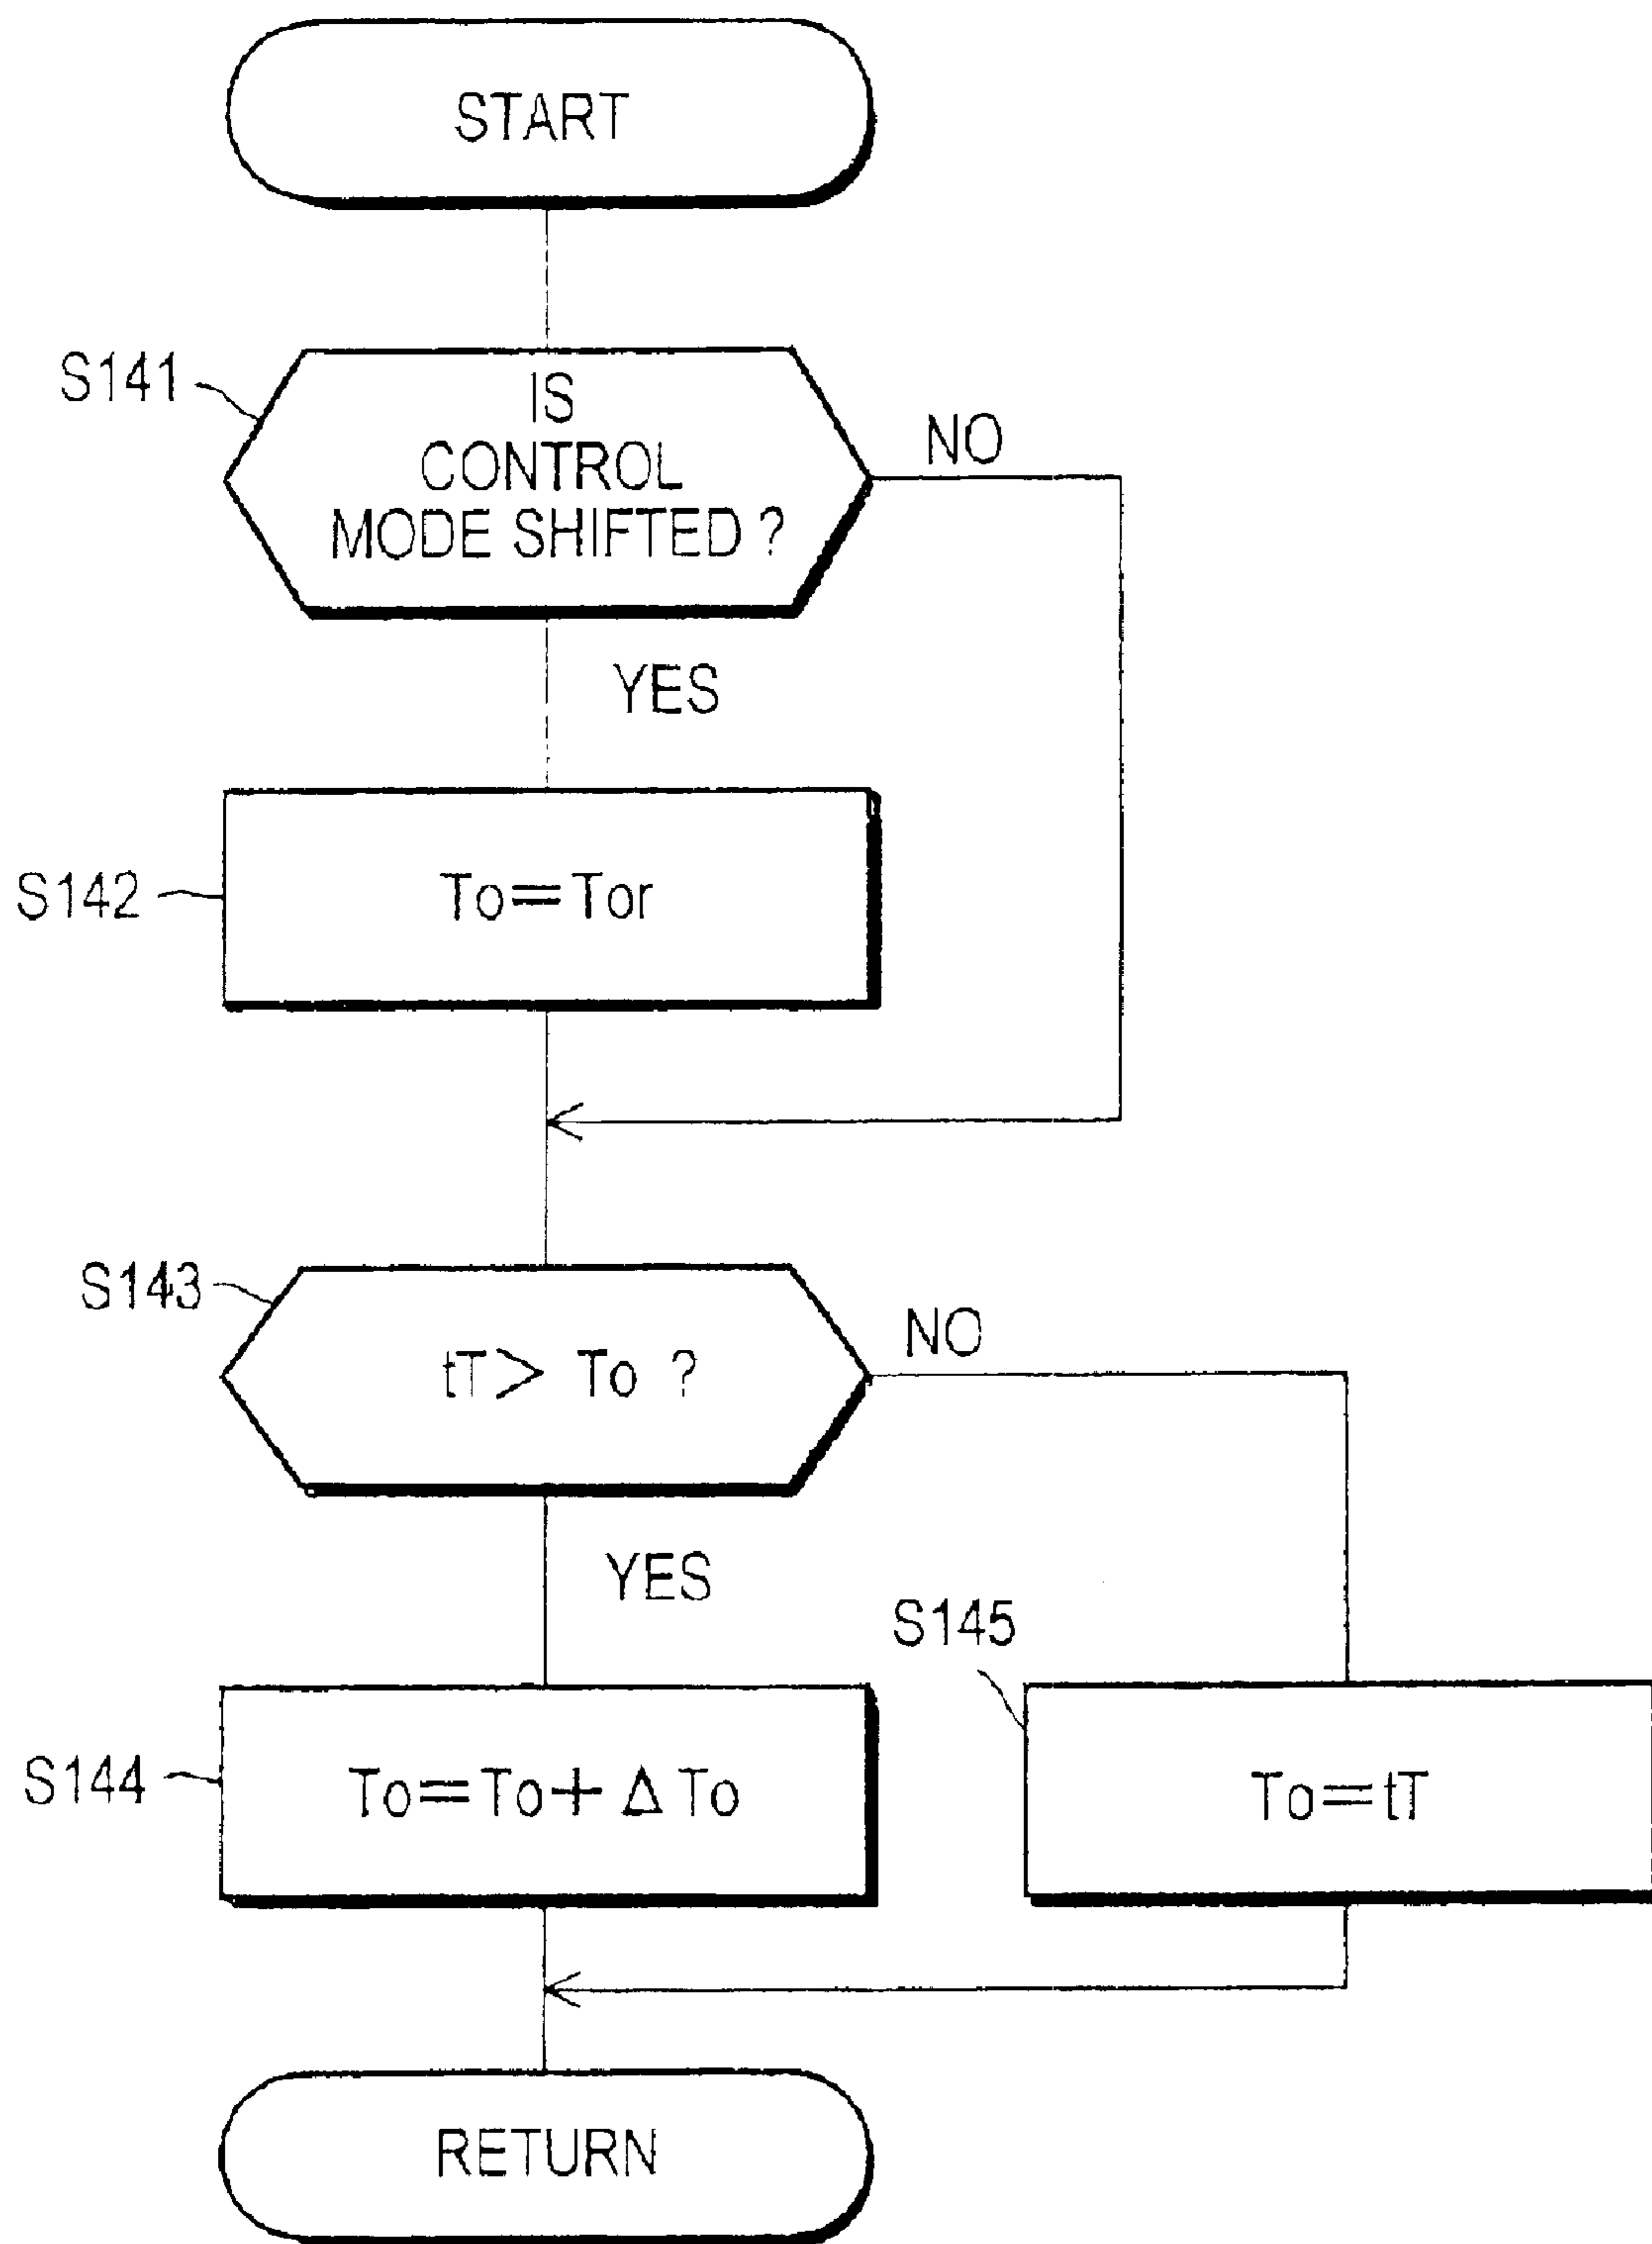 START
S141
IS
CONTROL
MODE SHIFTED ?
NO
YES
S142
To=Tor
S143
tT> To ?
NO
YES
S145
S144
To=To+Δ To
To=tT
RETURN